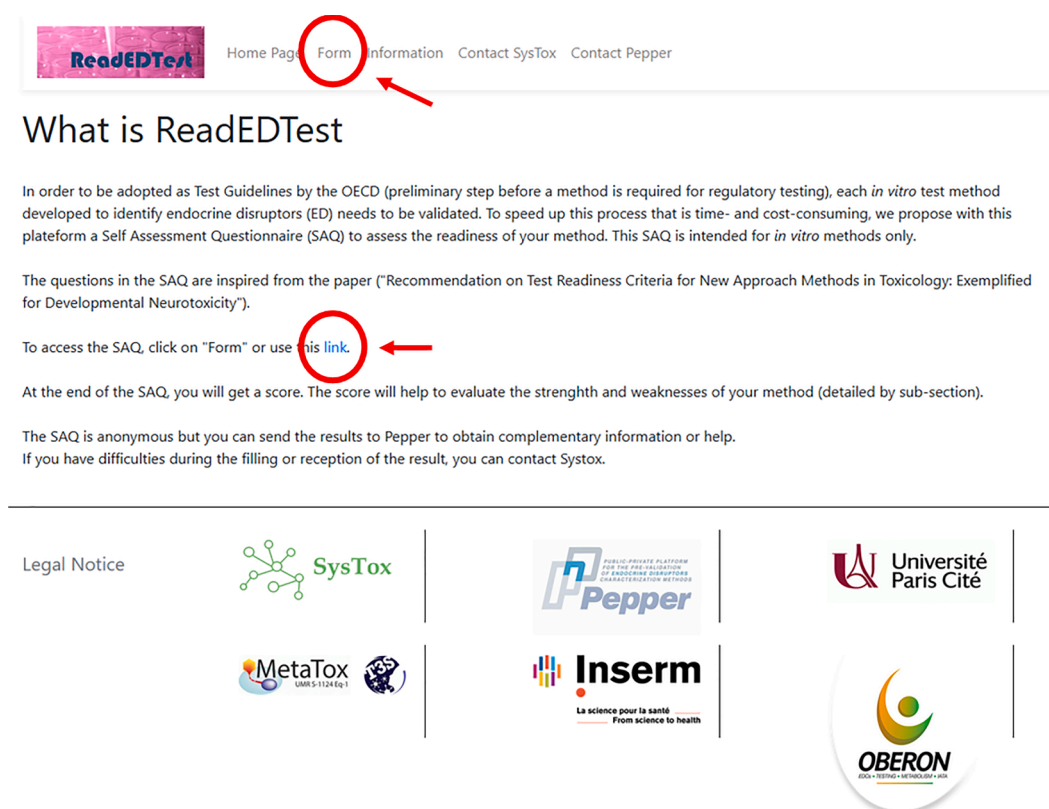 ReadEDTest
Home Page Form Information Contact SysTox Contact Pepper
What is ReadEDTest
In order to be adopted as Test Guidelines by the OECD (preliminary step before a method is required for regulatory testing), each in vitro test method
developed to identify endocrine disruptors (ED) needs to be validated. To speed up this process that is time- and cost-consuming, we propose with this
plateform a Self Assessment Questionnaire (SAQ) to assess the readiness of your method. This SAQ is intended for in vitro methods only.
The questions in the SAQ are inspired from the paper ("Recommendation on Test Readiness Criteria for New Approach Methods in Toxicology: Exemplified
for Developmental Neurotoxicity").
To access the SAQ, click on "Form" or use this link.
At the end of the SAQ, you will get a score. The score will help to evaluate the strenghth and weaknesses of your method (detailed by sub-section).
The SAQ is anonymous but you can send the results to Pepper to obtain complementary information or help.
If you have difficulties during the filling or reception of the result, you can contact Systox.
Legal Notice
SysTox
PUBLIC-PRIVATE PLATFORM
FOR THE PRE-VALIDATION
OF ENDOCRINE DISRUPTORS
CHARACTERIZATION METHODS
Pepper
Université
Paris Cité
MetaTox
UMR S-1124 Eq-1
T3S
Inserm
La science pour la santé
From science to health
OBERON
EDCs • TESTING • METABOLISM • IATA